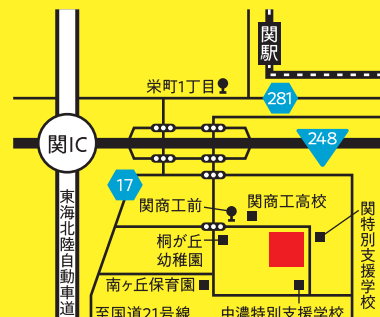 関駅
栄町1丁目
281
関IC
248
17
東海北陸自動車道
関商工前
関商工高校
関特別支援学校
桐が丘
幼稚園
南ヶ丘保育園
至国道21号線
中濃特別支援学校